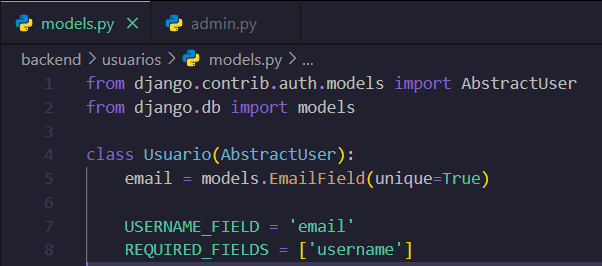 models.py × admin.py
backend > usuarios > models.py > ...
1 from django.contrib.auth.models import AbstractUser
2 from django.db import models
3
4 class Usuario(AbstractUser):
5     email = models.EmailField(unique=True)
6
7     USERNAME_FIELD = 'email'
8     REQUIRED_FIELDS = ['username']